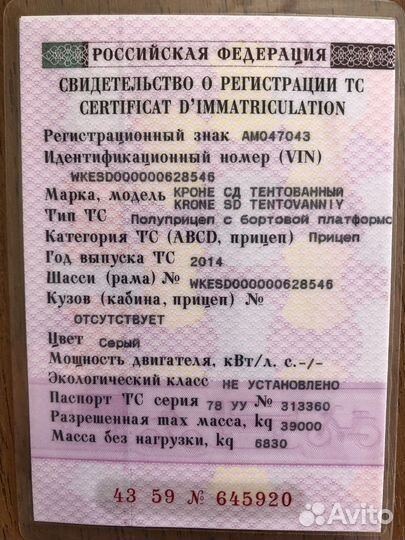 РОССИЙСКАЯ ФЕДЕРАЦИЯ
СВИДЕТЕЛЬСТВО О РЕГИСТРАЦИИ ТС
CERTIFICAT D'IMMATRICULATION
Регистрационный знак АМ047043
Идентификационный номер (VIN)
WKESD000000628546
Марка, модель КРОНЕ СД ТЕНТОВАННЫЙ
KRONE SD TENTOVANNIY
Тип ТС Полуприцеп с бортовой платформо
Категория ТС (ABCD, прицеп) Прицеп
Год выпуска ТС 2014
Шасси (рама) № WKESD000000628546
Кузов (кабина, прицеп) №
ОТСУТСТВУЕТ
Цвет Серый
Мощность двигателя, кВт/л. с.-/-
Экологический класс НЕ УСТАНОВЛЕНО
Паспорт ТС серия 78 УУ № 313360
Разрешенная max масса, kg 39000
Масса без нагрузки, kg 6830
43 59 № 645920
Avito